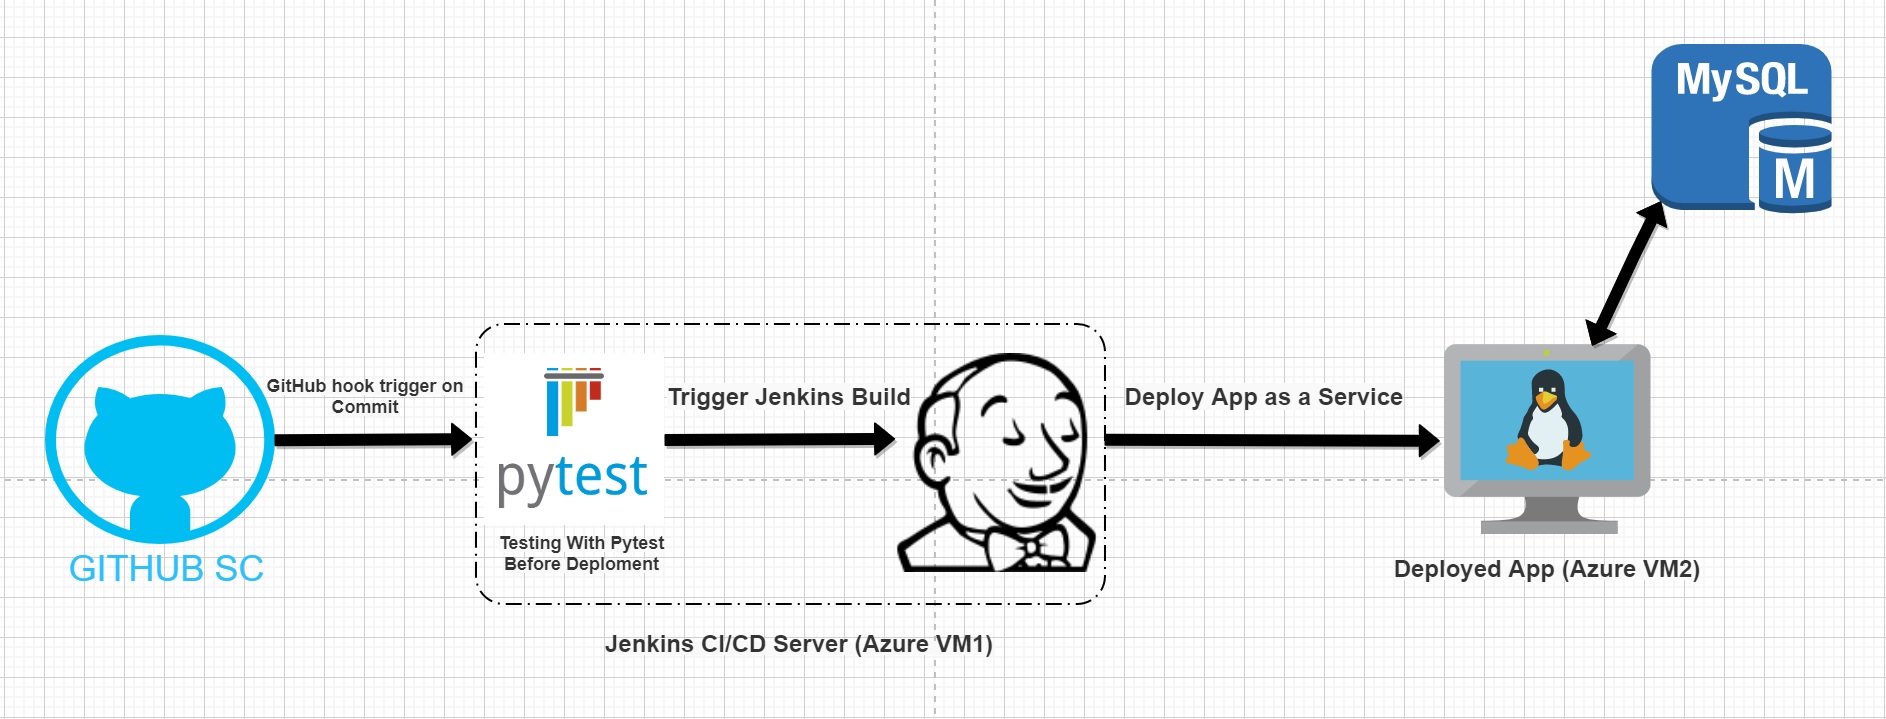 MySQL
M
GitHub hook trigger on
Commit
Trigger Jenkins Build
Deploy App as a Service
pytest
Testing With Pytest
Before Deploment
GITHUB SC
Deployed App (Azure VM2)
Jenkins CI/CD Server (Azure VM1)